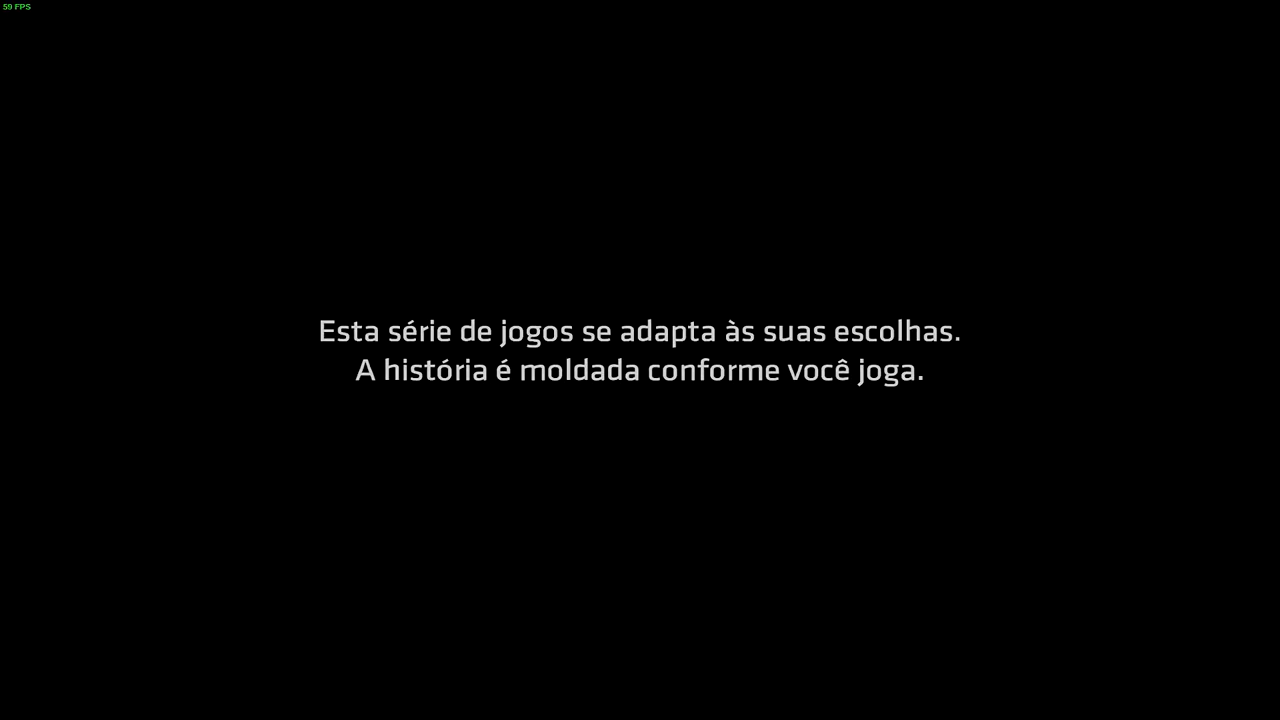 59 FPS
Esta série de jogos se adapta às suas escolhas.
A história é moldada conforme você joga.